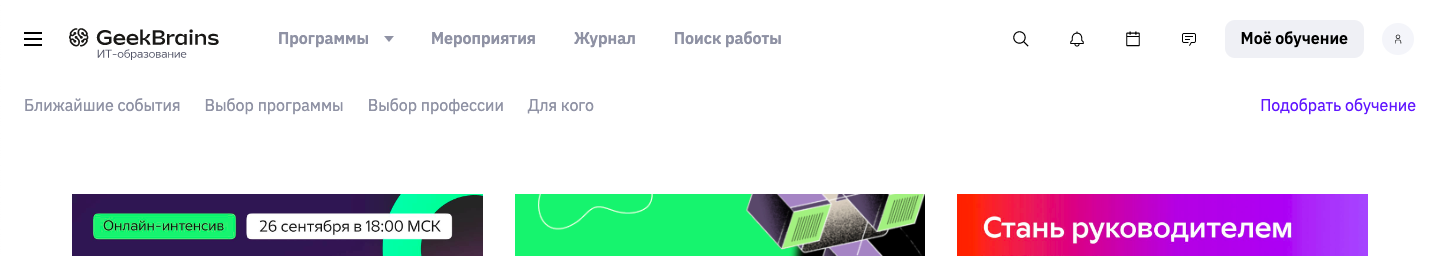 GeekBrains
ИТ-образование
Программы
Мероприятия
Журнал
Поиск работы
Моё обучение
Ближайшие события
Выбор программы
Выбор профессии
Для кого
Подобрать обучение
Онлайн-интенсив
26 сентября в 18:00 МСК
Стань руководителем